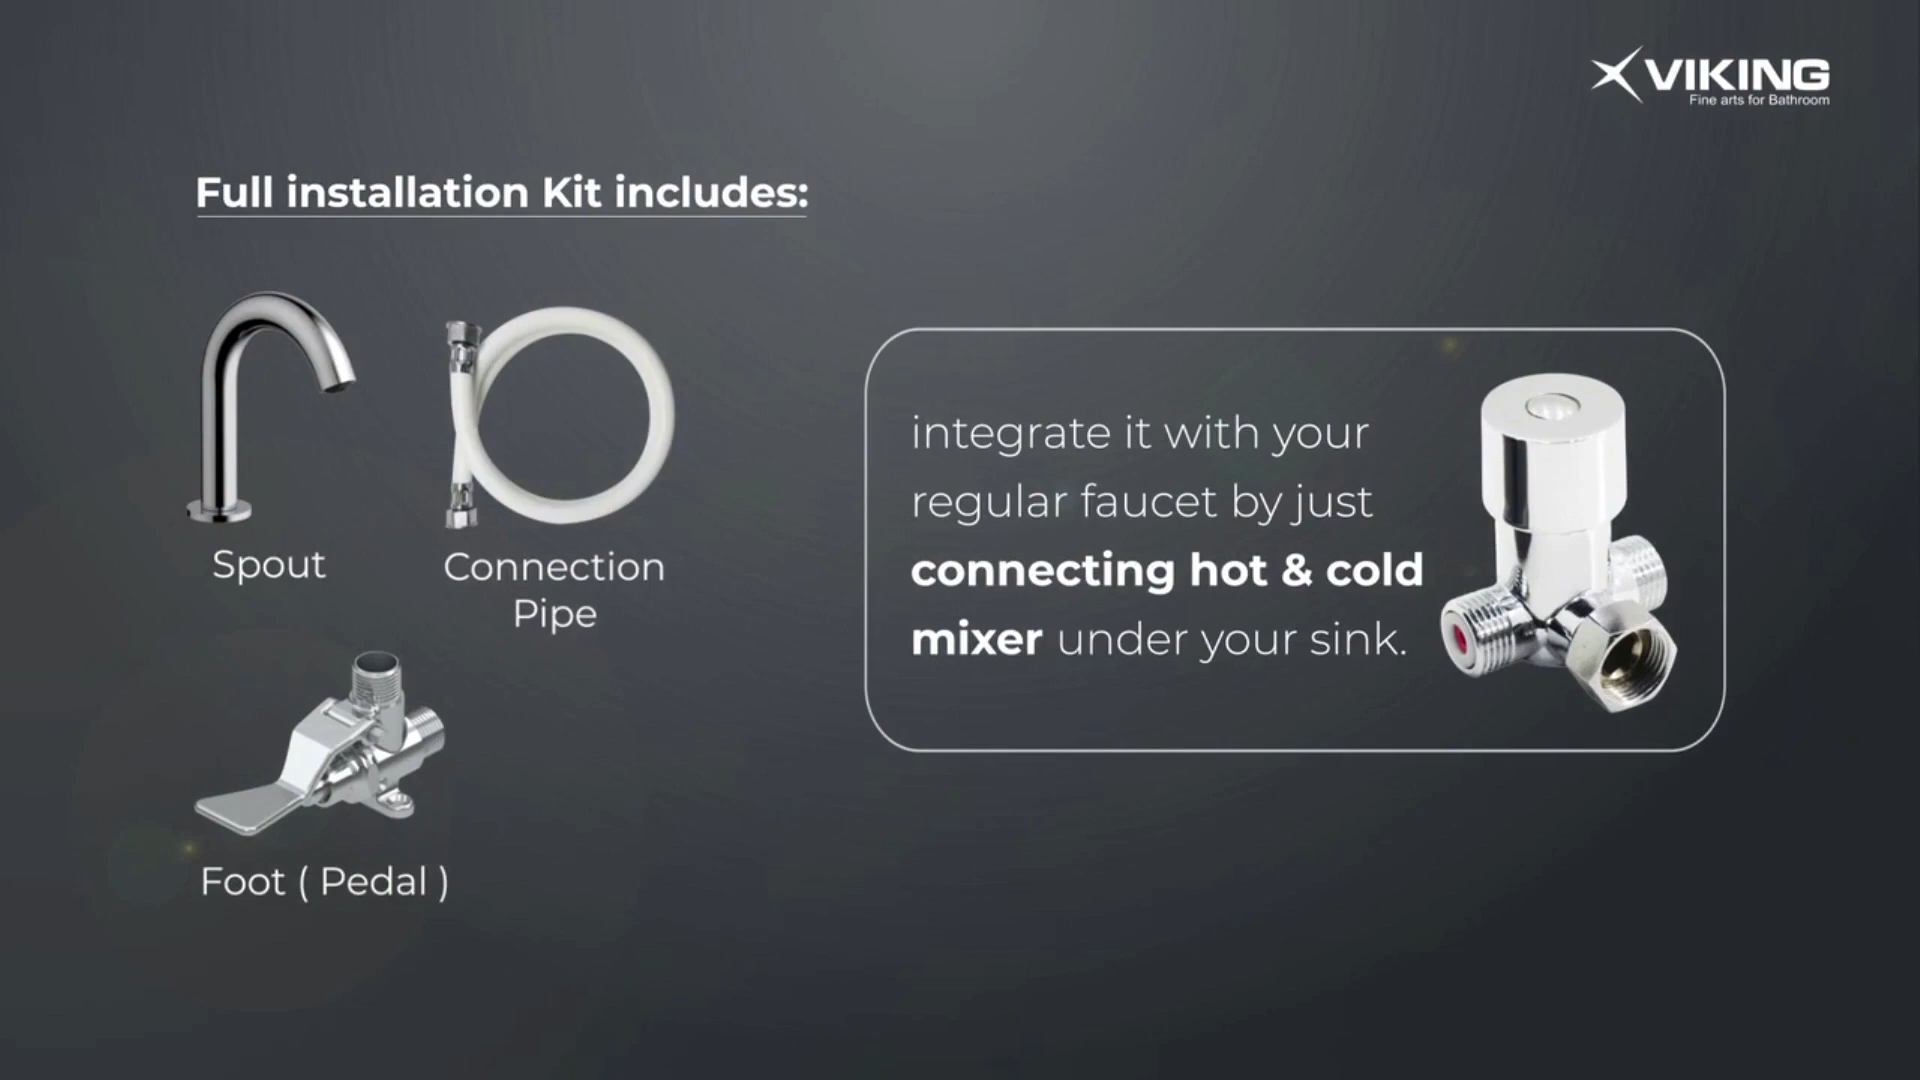 VIKING
Fine arts for Bathroom
Full installation Kit includes:
Spout
Connection
Pipe
Foot ( Pedal )
integrate it with your
regular faucet by just
connecting hot & cold
mixer under your sink.